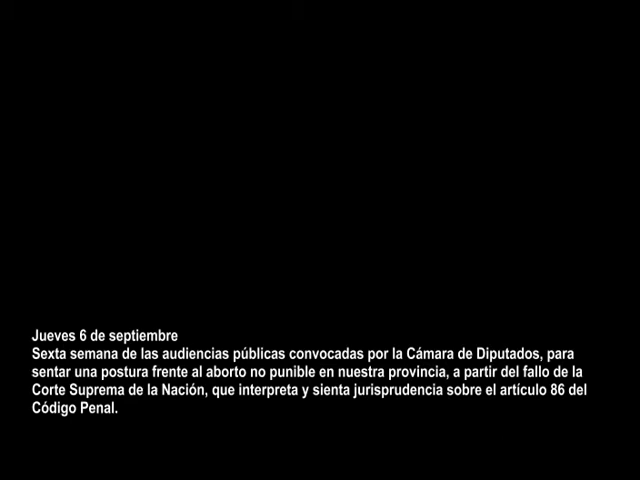 Jueves 6 de septiembre
Sexta semana de las audiencias públicas convocadas por la Cámara de Diputados, para
sentar una postura frente al aborto no punible en nuestra provincia, a partir del fallo de la
Corte Suprema de la Nación, que interpreta y sienta jurisprudencia sobre el artículo 86 del
Código Penal.